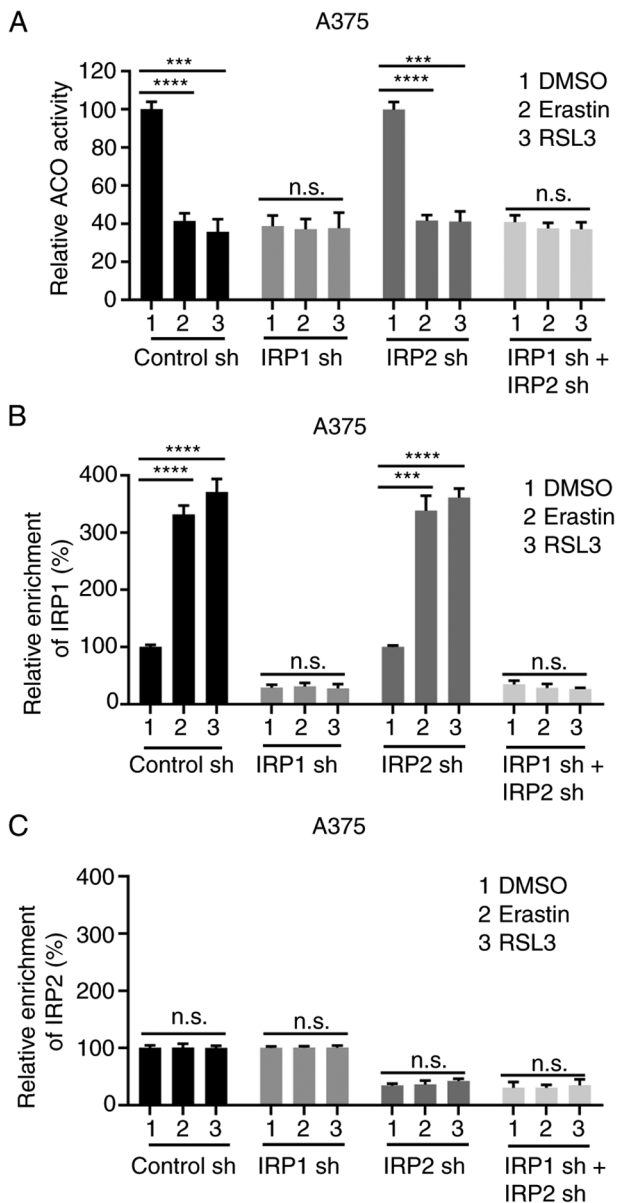 A
A375
Relative ACO activity
120
100
80
60
40
20
0
***
****
n.s.
***
****
n.s.
1 DMSO
2 Erastin
3 RSL3
1 2 3 1 2 3 1 2 3 1 2 3
Control sh IRP1 sh IRP2 sh IRP1 sh +
IRP2 sh
B
A375
Relative enrichment
of IRP1 (%)
400
300
200
100
0
****
****
n.s.
****
***
n.s.
1 DMSO
2 Erastin
3 RSL3
1 2 3 1 2 3 1 2 3 1 2 3
Control sh IRP1 sh IRP2 sh IRP1 sh +
IRP2 sh
C
A375
Relative enrichment
of IRP2 (%)
400
300
200
100
0
n.s.
n.s.
n.s.
n.s.
1 DMSO
2 Erastin
3 RSL3
1 2 3 1 2 3 1 2 3 1 2 3
Control sh IRP1 sh IRP2 sh IRP1 sh +
IRP2 sh